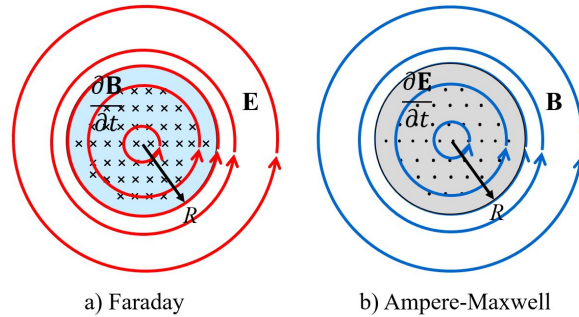 ∂𝐁/∂t
𝐄
R
a) Faraday
∂𝐄/∂t
𝐁
R
b) Ampere-Maxwell